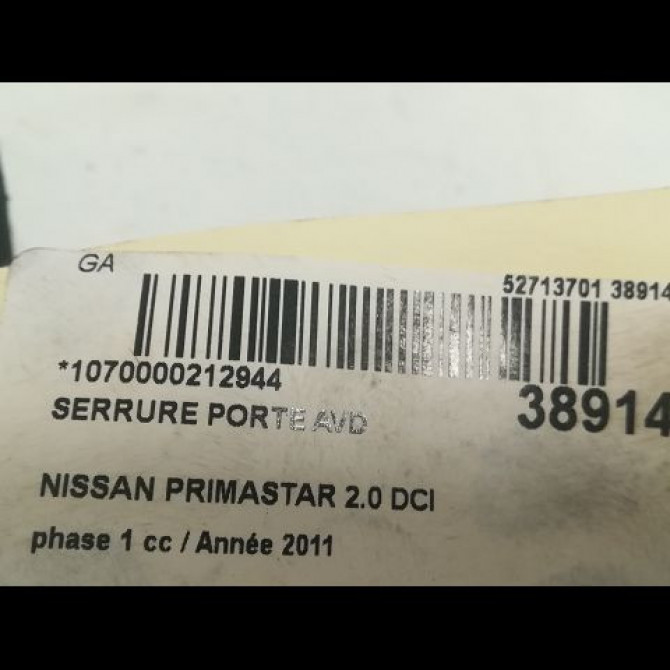 GA
52713701 38914
*1070000212944
SERRURE PORTE AVD
38914
NISSAN PRIMASTAR 2.0 DCI
phase 1 cc / Année 2011